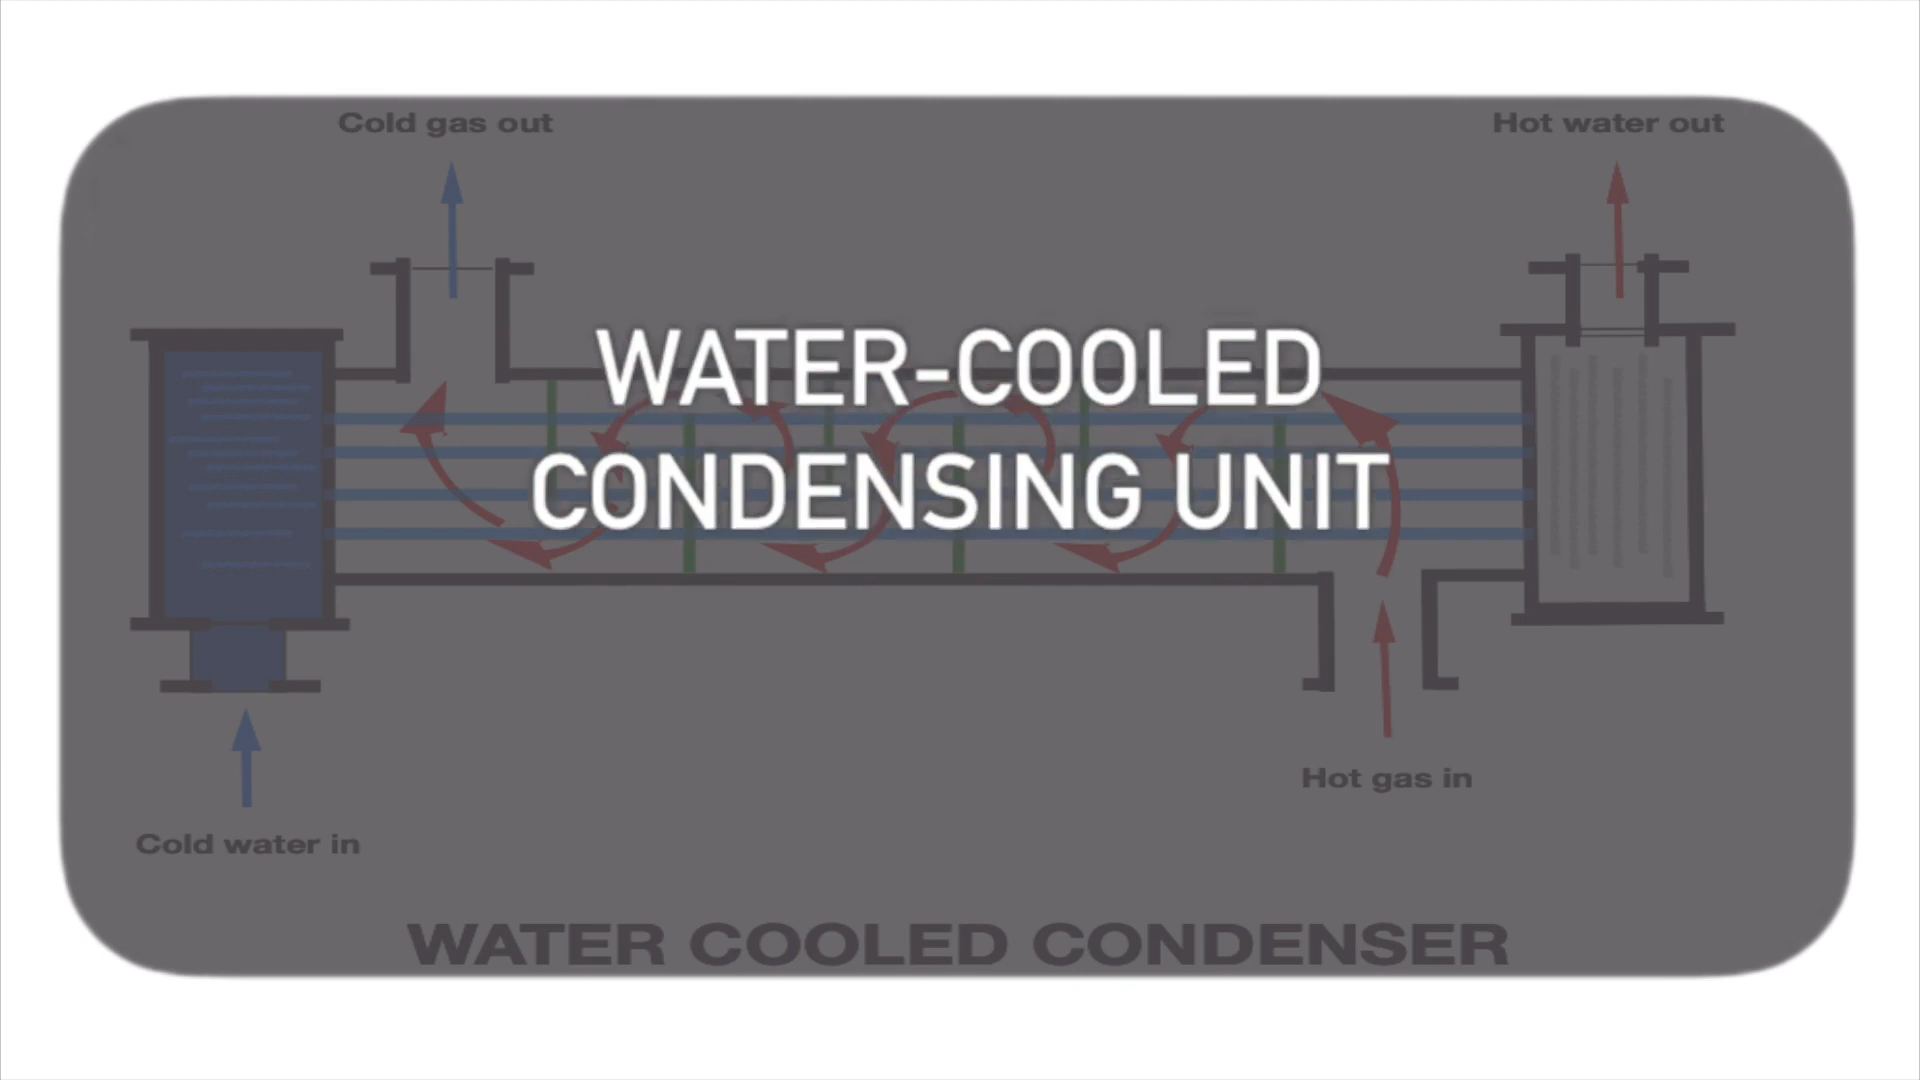 Cold gas out
Hot water out
WATER-COOLED
CONDENSING UNIT
Hot gas in
Cold water in
WATER COOLED CONDENSER